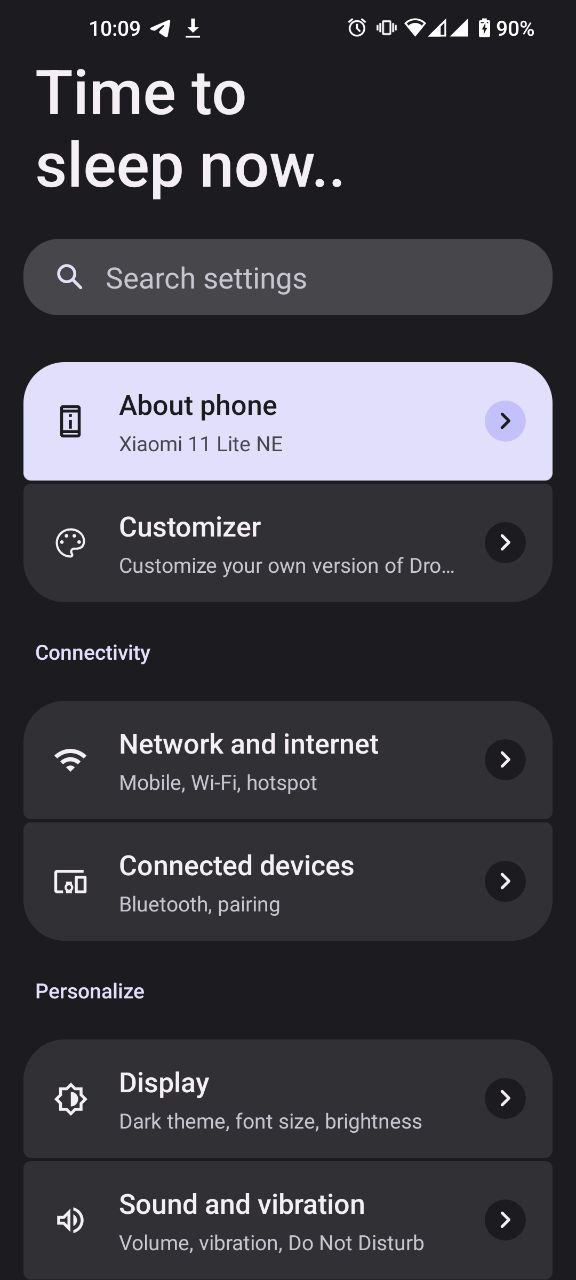 10:09 90%
Time to
sleep now..
Search settings
About phone
Xiaomi 11 Lite NE
Customizer
Customize your own version of Dro…
Connectivity
Network and internet
Mobile, Wi-Fi, hotspot
Connected devices
Bluetooth, pairing
Personalize
Display
Dark theme, font size, brightness
Sound and vibration
Volume, vibration, Do Not Disturb